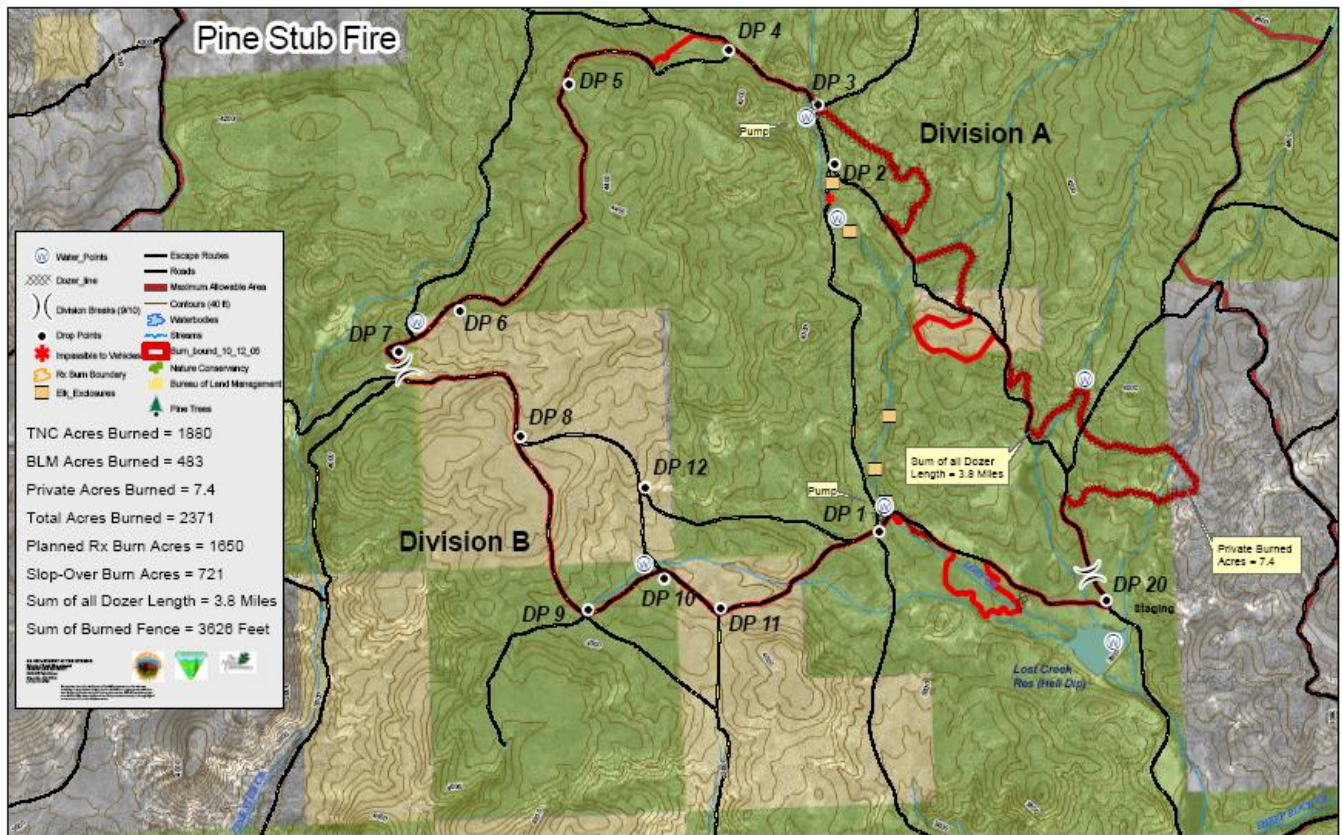 Pine Stub Fire
DP 4
DP 5
DP 3
Pump
Division A
DP 2
DP 6
DP 7
DP 8
DP 12
Sum of all Dozer
Length = 3.8 Miles
Pump
DP 1
Division B
Private Burned
Acres = 7.4
DP 9
DP 10
DP 11
DP 20
Staging
Lost Creek
Res (Heli Dip)
Water_Points
Dozer_line
Division Breaks (9/10)
Drop Points
Impassible to Vehicles
Rx Burn Boundary
Elk_Exclosures
Escape Routes
Roads
Maximum Allowable Area
Contours (40 ft)
Waterbodies
Streams
Burn_bound_10_12_05
Nature Conservancy
Bureau of Land Management
Pine Trees
TNC Acres Burned = 1880
BLM Acres Burned = 483
Private Acres Burned = 7.4
Total Acres Burned = 2371
Planned Rx Burn Acres = 1650
Slop-Over Burn Acres = 721
Sum of all Dozer Length = 3.8 Miles
Sum of Burned Fence = 3626 Feet